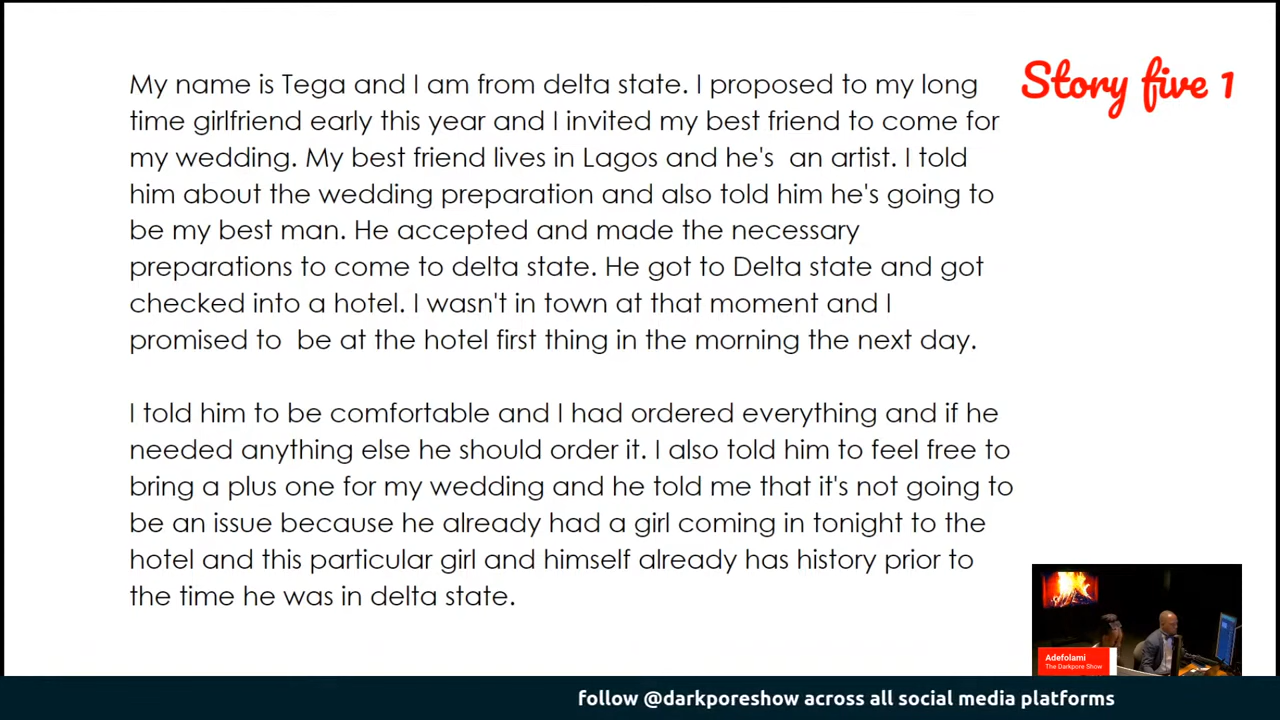 Story five 1
My name is Tega and I am from delta state. I proposed to my long
time girlfriend early this year and I invited my best friend to come for
my wedding. My best friend lives in Lagos and he's  an artist. I told
him about the wedding preparation and also told him he's going to
be my best man. He accepted and made the necessary
preparations to come to delta state. He got to Delta state and got
checked into a hotel. I wasn't in town at that moment and I
promised to  be at the hotel first thing in the morning the next day.
I told him to be comfortable and I had ordered everything and if he
needed anything else he should order it. I also told him to feel free to
bring a plus one for my wedding and he told me that it's not going to
be an issue because he already had a girl coming in tonight to the
hotel and this particular girl and himself already has history prior to
the time he was in delta state.
Adefolami
The Darkpore Show
follow @darkporeshow across all social media platforms